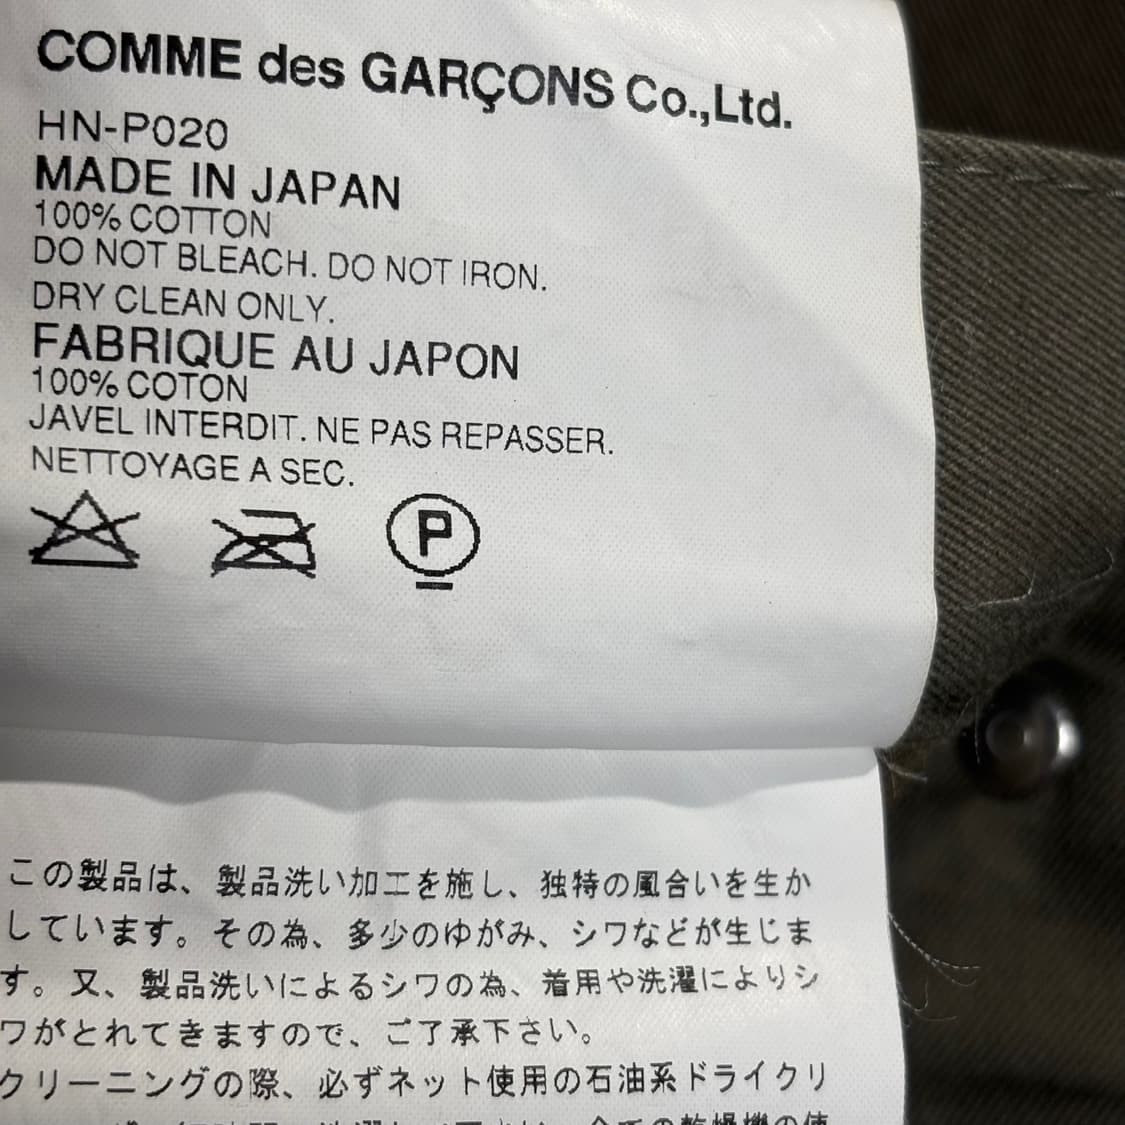 COMME des GARÇONS Co.,Ltd.
HN-P020
MADE IN JAPAN
100% COTTON
DO NOT BLEACH. DO NOT IRON.
DRY CLEAN ONLY.
FABRIQUE AU JAPON
100% COTON
JAVEL INTERDIT. NE PAS REPASSER.
NETTOYAGE A SEC.
P
この製品は、製品洗い加工を施し、独特の風合いを生か
しています。その為、多少のゆがみ、シワなどが生じま
す。又、製品洗いによるシワの為、着用や洗濯によりシ
ワがとれてきますので、ご了承下さい。
クリーニングの際、必ずネット使用の石油系ドライクリ